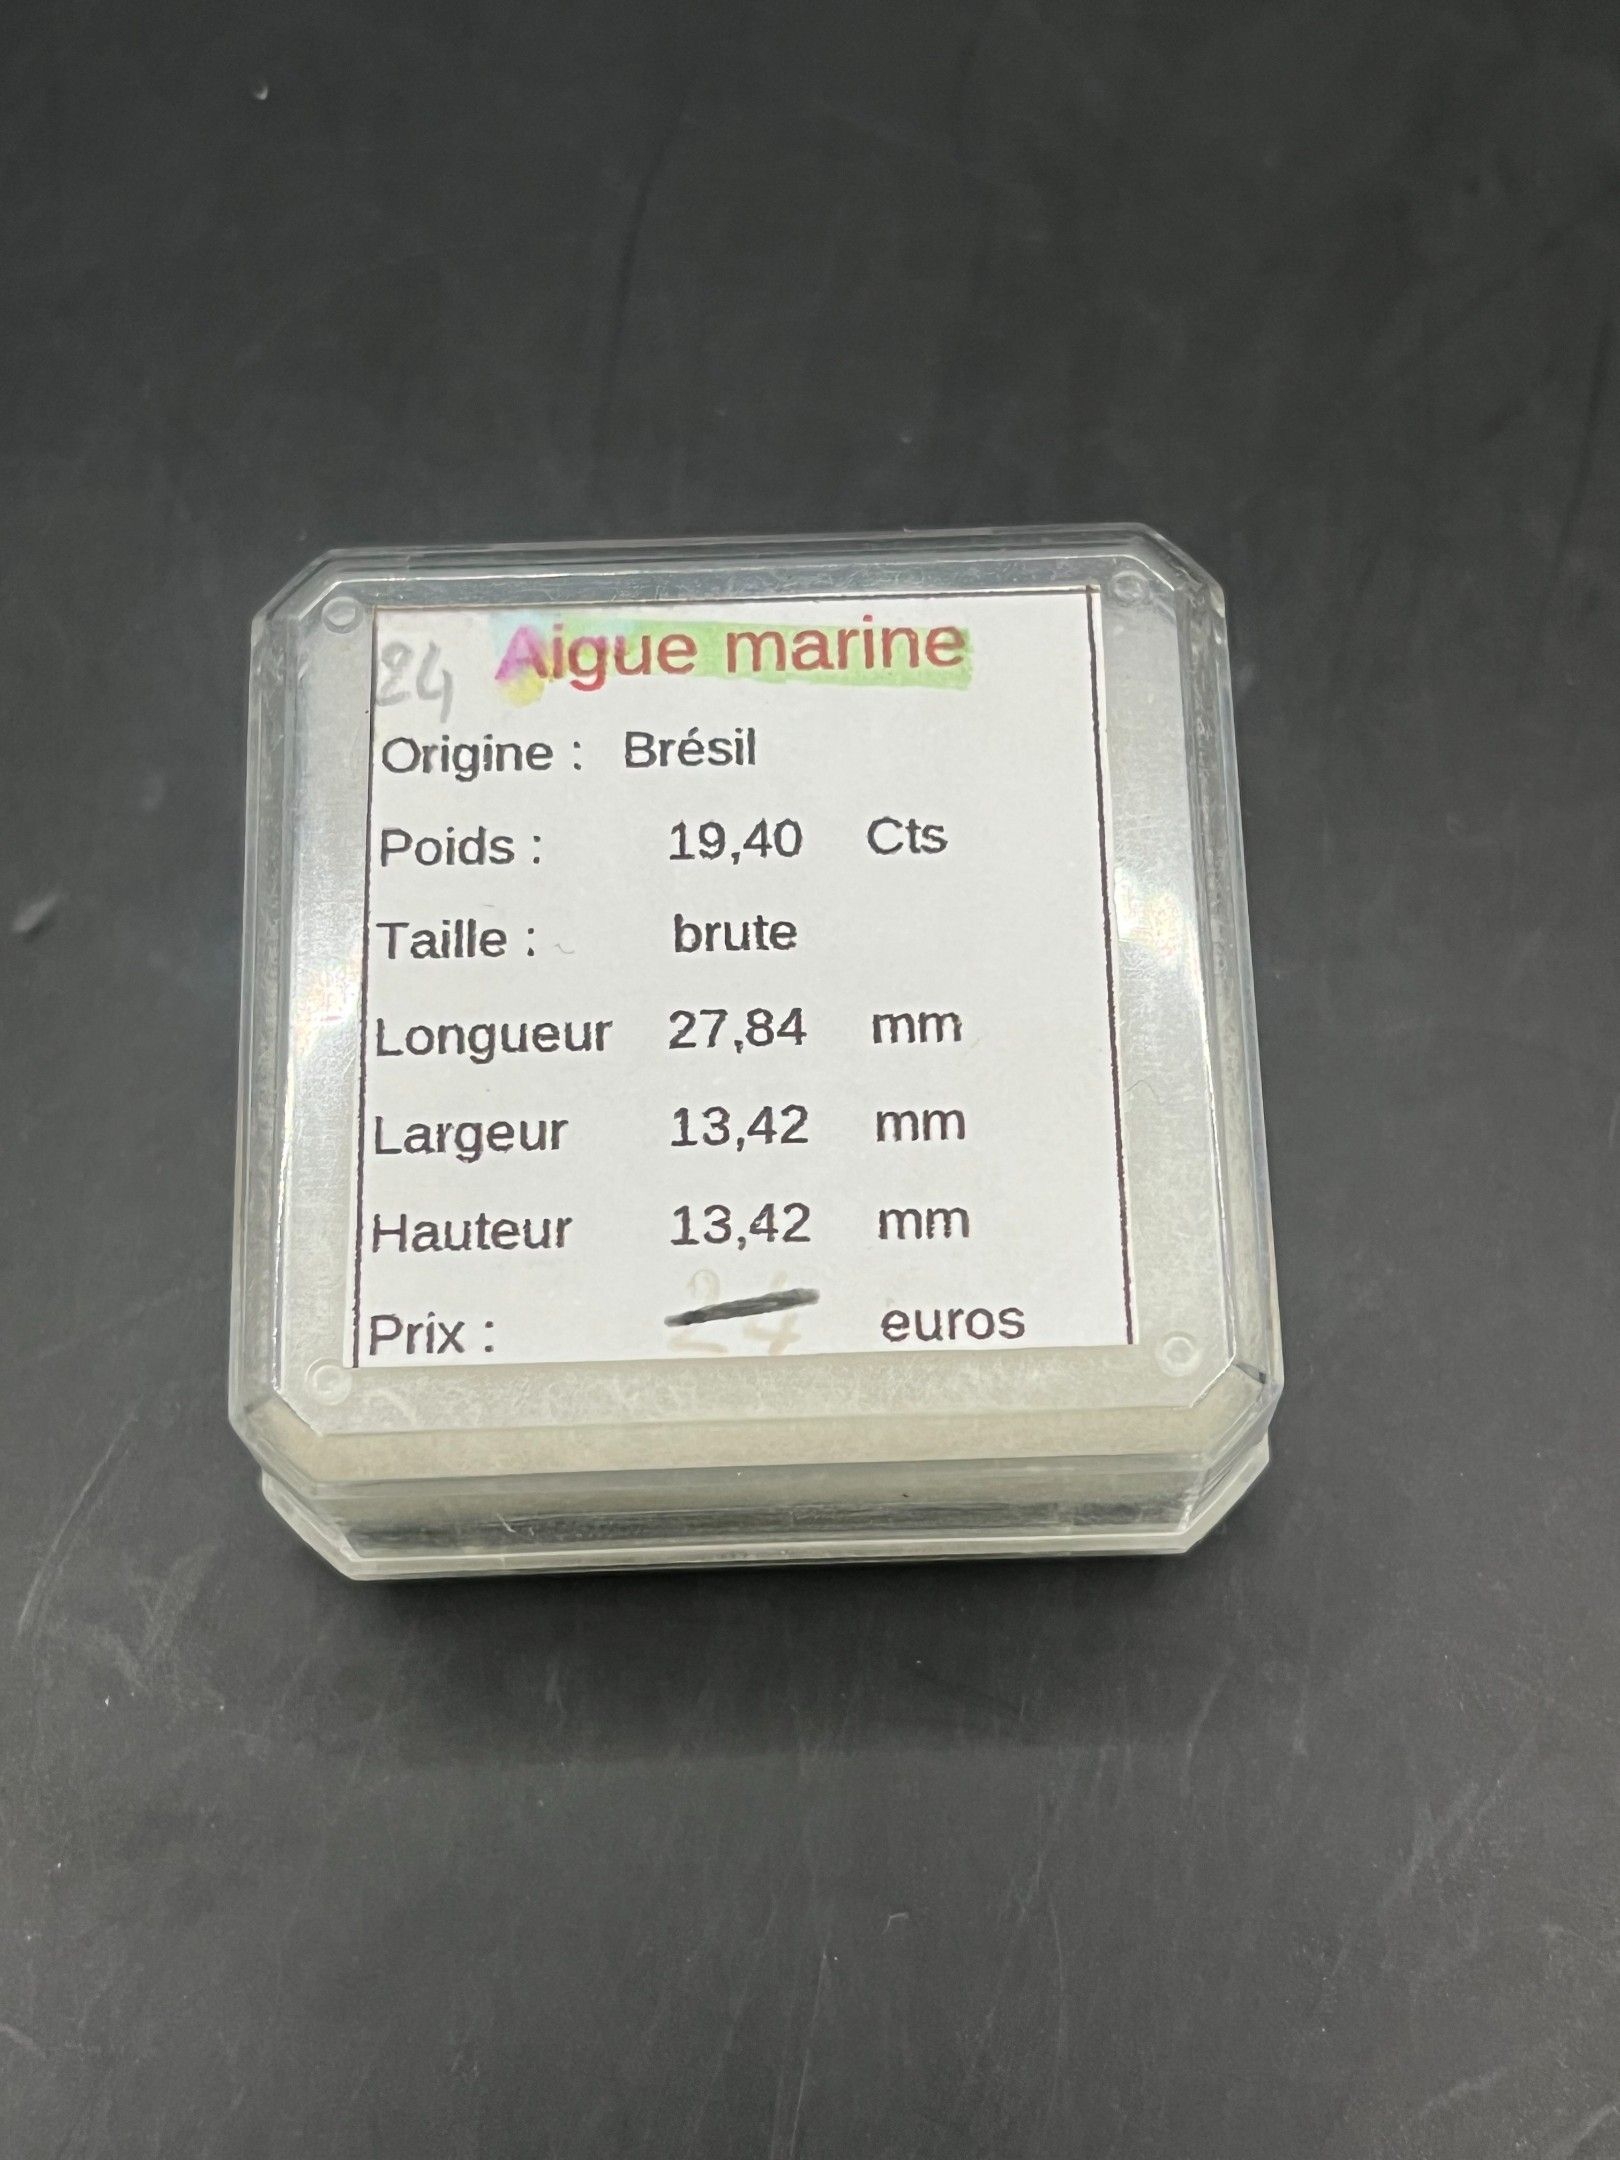 24 Aigue marine
Origine : Brésil
Poids : 19,40 Cts
Taille : brute
Longueur 27,84 mm
Largeur 13,42 mm
Hauteur 13,42 mm
Prix : 24 euros